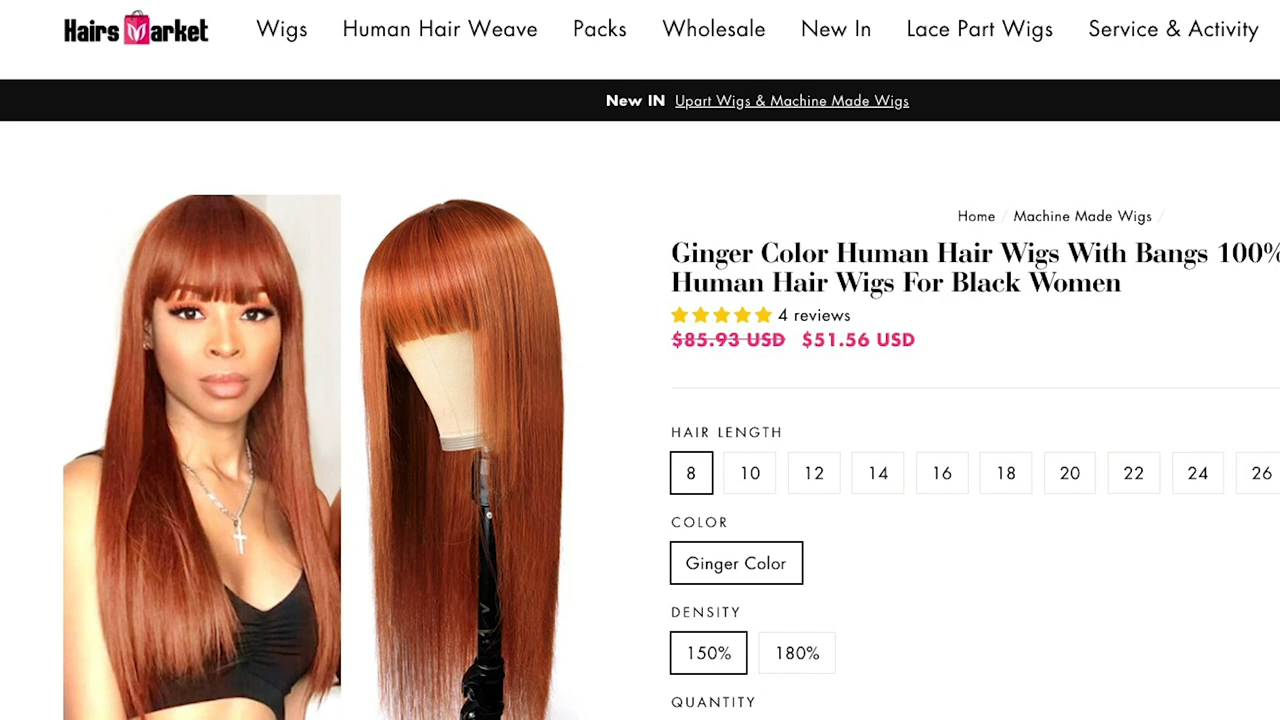 Hairs Market
Wigs Human Hair Weave Packs Wholesale New In Lace Part Wigs Service & Activity
New IN Upart Wigs & Machine Made Wigs
Home / Machine Made Wigs /
Ginger Color Human Hair Wigs With Bangs 100%
Human Hair Wigs For Black Women
4 reviews
$85.93 USD $51.56 USD
HAIR LENGTH
8 10 12 14 16 18 20 22 24 26
COLOR
Ginger Color
DENSITY
150% 180%
QUANTITY